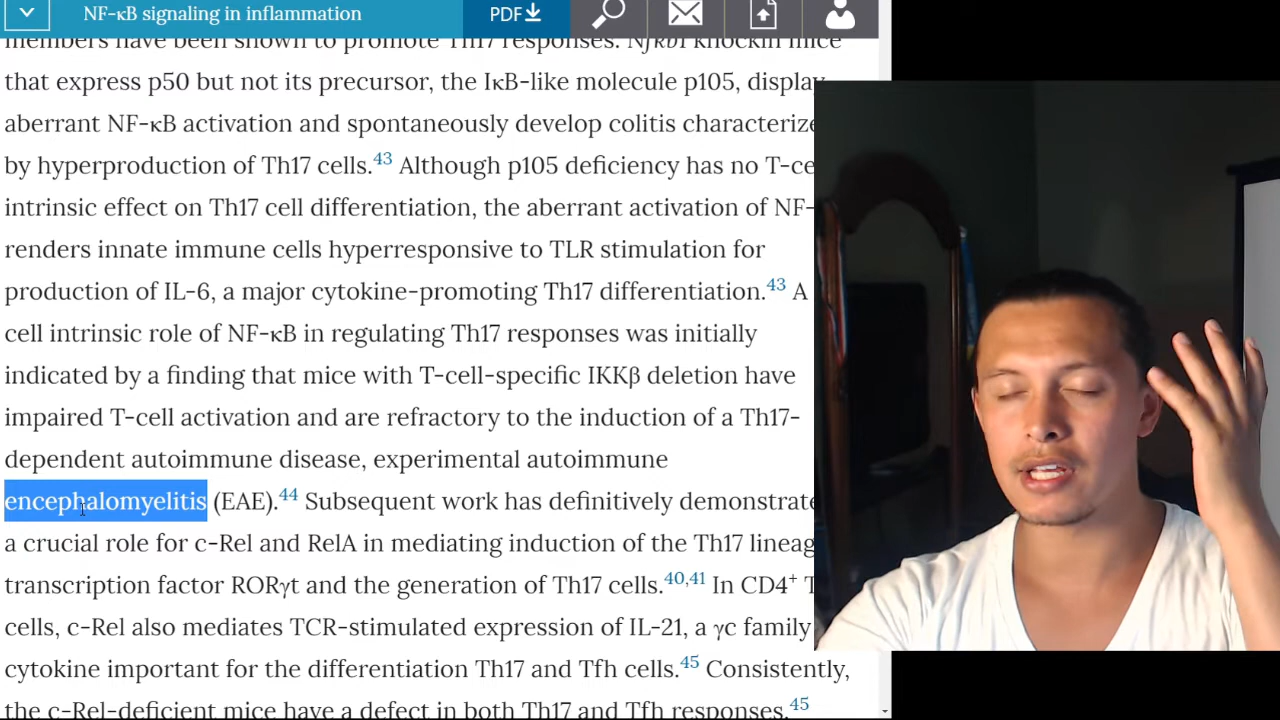 NF-κB signaling in inflammation PDF
members have been shown to promote Th17 responses. Nfkb1 knockin mice
that express p50 but not its precursor, the IκB-like molecule p105, display
aberrant NF-κB activation and spontaneously develop colitis characterize
by hyperproduction of Th17 cells.43 Although p105 deficiency has no T-ce
intrinsic effect on Th17 cell differentiation, the aberrant activation of NF-
renders innate immune cells hyperresponsive to TLR stimulation for
production of IL-6, a major cytokine-promoting Th17 differentiation.43 A
cell intrinsic role of NF-κB in regulating Th17 responses was initially
indicated by a finding that mice with T-cell-specific IKKβ deletion have
impaired T-cell activation and are refractory to the induction of a Th17-
dependent autoimmune disease, experimental autoimmune
encephalomyelitis (EAE).44 Subsequent work has definitively demonstrate
a crucial role for c-Rel and RelA in mediating induction of the Th17 lineag
transcription factor RORγt and the generation of Th17 cells.40,41 In CD4+ T
cells, c-Rel also mediates TCR-stimulated expression of IL-21, a γc family
cytokine important for the differentiation Th17 and Tfh cells.45 Consistently,
the c-Rel-deficient mice have a defect in both Th17 and Tfh responses.45